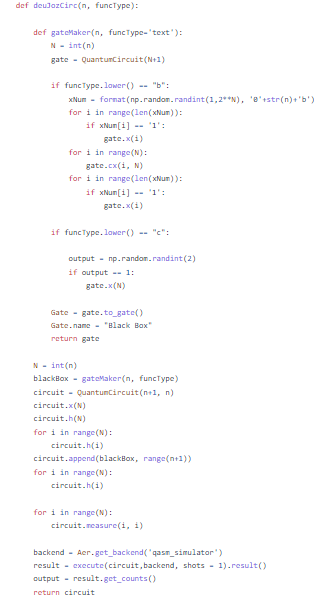 def deuJozCirc(n, funcType):
def gateMaker(n, funcType='text'):
N = int(n)
gate = QuantumCircuit(N+1)
if funcType.lower() == "b":
xNum = format(np.random.randint(1,2**N), '0'+str(n)+'b')
for i in range(len(xNum)):
if xNum[i] == '1':
gate.x(i)
for i in range(N):
gate.cx(i, N)
for i in range(len(xNum)):
if xNum[i] == '1':
gate.x(i)
if funcType.lower() == "c":
output = np.random.randint(2)
if output == 1:
gate.x(N)
Gate = gate.to_gate()
Gate.name = "Black Box"
return gate
N = int(n)
blackBox = gateMaker(n, funcType)
circuit = QuantumCircuit(n+1, n)
circuit.x(N)
circuit.h(N)
for i in range(N):
circuit.h(i)
circuit.append(blackBox, range(n+1))
for i in range(N):
circuit.h(i)
for i in range(N):
circuit.measure(i, i)
backend = Aer.get_backend('qasm_simulator')
result = execute(circuit,backend, shots = 1).result()
output = result.get_counts()
return circuit